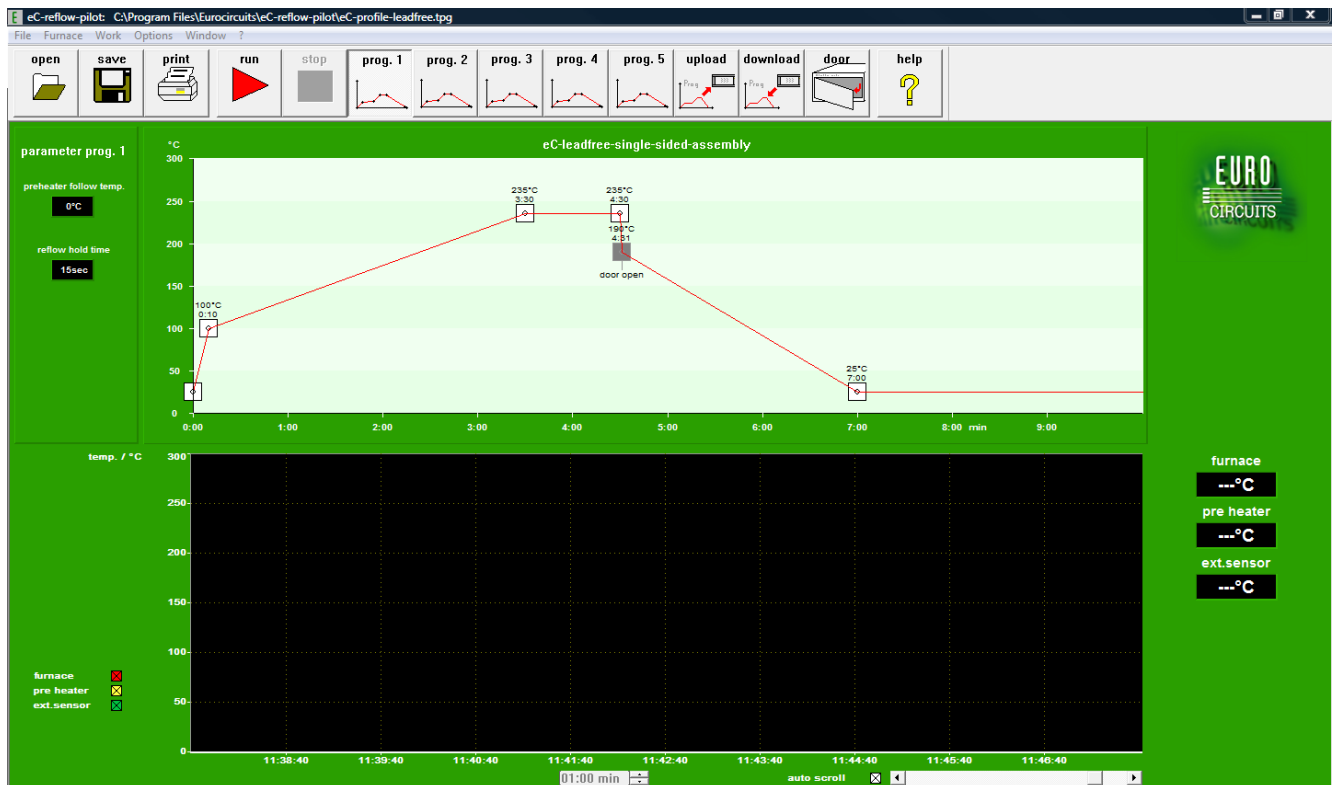 eC-reflow-pilot: C:\Program Files\Eurocircuits\eC-reflow-pilot\eC-profile-leadfree.tpg
File Furnace Work Options Window ?
open save print run stop prog. 1 prog. 2 prog. 3 prog. 4 prog. 5 upload download door help
Prog Prog
parameter prog. 1
preheater follow temp.
0°C
reflow hold time
15sec
eC-leadfree-single-sided-assembly
°C
300
250
200
150
100
50
0
235°C
3:30
235°C
4:30
190°C
4:31
door open
100°C
0:10
25°C
7:00
0:00 1:00 2:00 3:00 4:00 5:00 6:00 7:00 8:00 min 9:00
EURO
CIRCUITS
temp. / °C
300
250
200
150
100
50
0
furnace
pre heater
ext.sensor
11:38:40 11:39:40 11:40:40 11:41:40 11:42:40 11:43:40 11:44:40 11:45:40 11:46:40
01:00 min
auto scroll
furnace
---°C
pre heater
---°C
ext.sensor
---°C